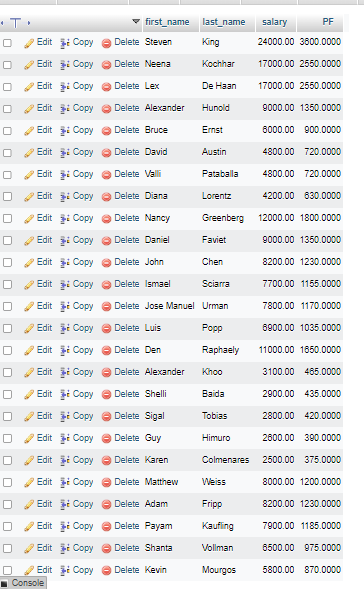 first_name last_name salary PF
Edit Copy Delete Steven King 24000.00 3600.0000
Edit Copy Delete Neena Kochhar 17000.00 2550.0000
Edit Copy Delete Lex De Haan 17000.00 2550.0000
Edit Copy Delete Alexander Hunold 9000.00 1350.0000
Edit Copy Delete Bruce Ernst 6000.00 900.0000
Edit Copy Delete David Austin 4800.00 720.0000
Edit Copy Delete Valli Pataballa 4800.00 720.0000
Edit Copy Delete Diana Lorentz 4200.00 630.0000
Edit Copy Delete Nancy Greenberg 12000.00 1800.0000
Edit Copy Delete Daniel Faviet 9000.00 1350.0000
Edit Copy Delete John Chen 8200.00 1230.0000
Edit Copy Delete Ismael Sciarra 7700.00 1155.0000
Edit Copy Delete Jose Manuel Urman 7800.00 1170.0000
Edit Copy Delete Luis Popp 6900.00 1035.0000
Edit Copy Delete Den Raphaely 11000.00 1650.0000
Edit Copy Delete Alexander Khoo 3100.00 465.0000
Edit Copy Delete Shelli Baida 2900.00 435.0000
Edit Copy Delete Sigal Tobias 2800.00 420.0000
Edit Copy Delete Guy Himuro 2600.00 390.0000
Edit Copy Delete Karen Colmenares 2500.00 375.0000
Edit Copy Delete Matthew Weiss 8000.00 1200.0000
Edit Copy Delete Adam Fripp 8200.00 1230.0000
Edit Copy Delete Payam Kaufling 7900.00 1185.0000
Edit Copy Delete Shanta Vollman 6500.00 975.0000
Edit Copy Delete Kevin Mourgos 5800.00 870.0000
Console